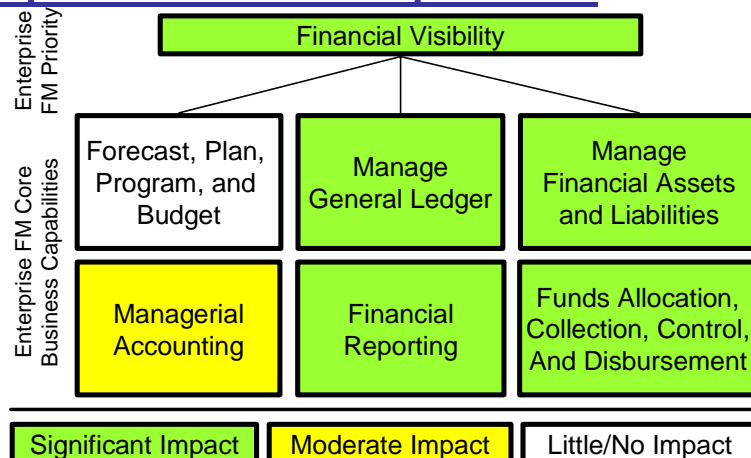 Enterprise
FM Priority
Financial Visibility
Enterprise FM Core
Business Capabilities
Forecast, Plan,
Program, and
Budget
Manage
General Ledger
Manage
Financial Assets
and Liabilities
Managerial
Accounting
Financial
Reporting
Funds Allocation,
Collection, Control,
And Disbursement
Significant Impact
Moderate Impact
Little/No Impact